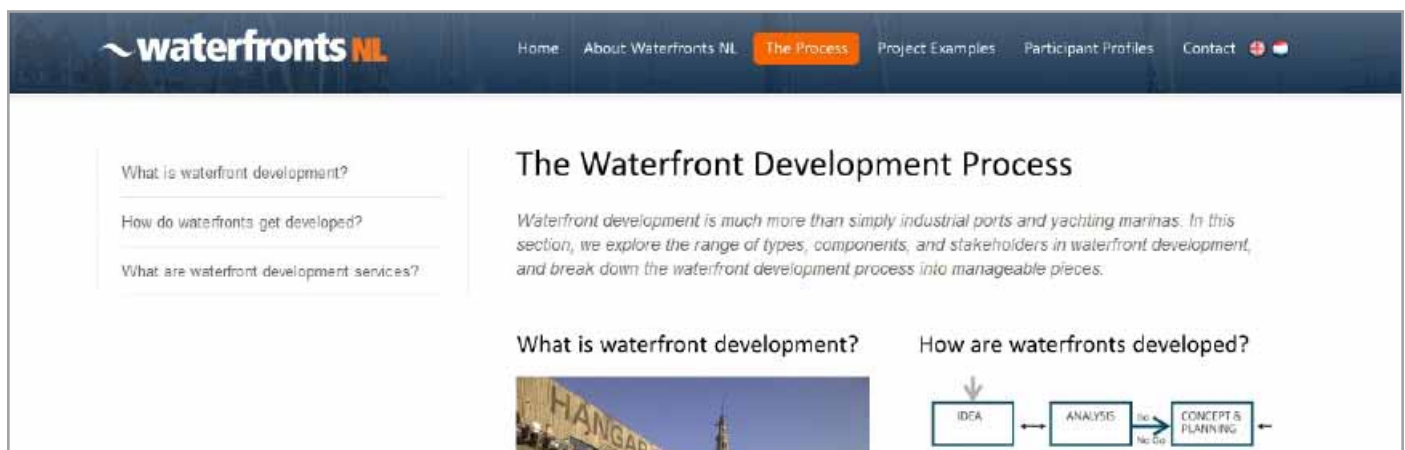 waterfronts NL
Home About Waterfronts NL The Process Project Examples Participant Profiles Contact
What is waterfront development?
How do waterfronts get developed?
What are waterfront development services?
The Waterfront Development Process
Waterfront development is much more than simply industrial ports and yachting marinas. In this
section, we explore the range of types, components, and stakeholders in waterfront development,
and break down the waterfront development process into manageable pieces.
What is waterfront development?
How are waterfronts developed?
HANGAR
IDEA
ANALYSIS
No Go
CONCEPT &
PLANNING